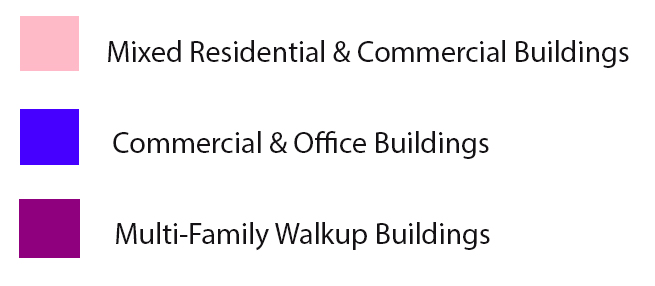 Mixed Residential & Commercial Buildings
Commercial & Office Buildings
Multi-Family Walkup Buildings